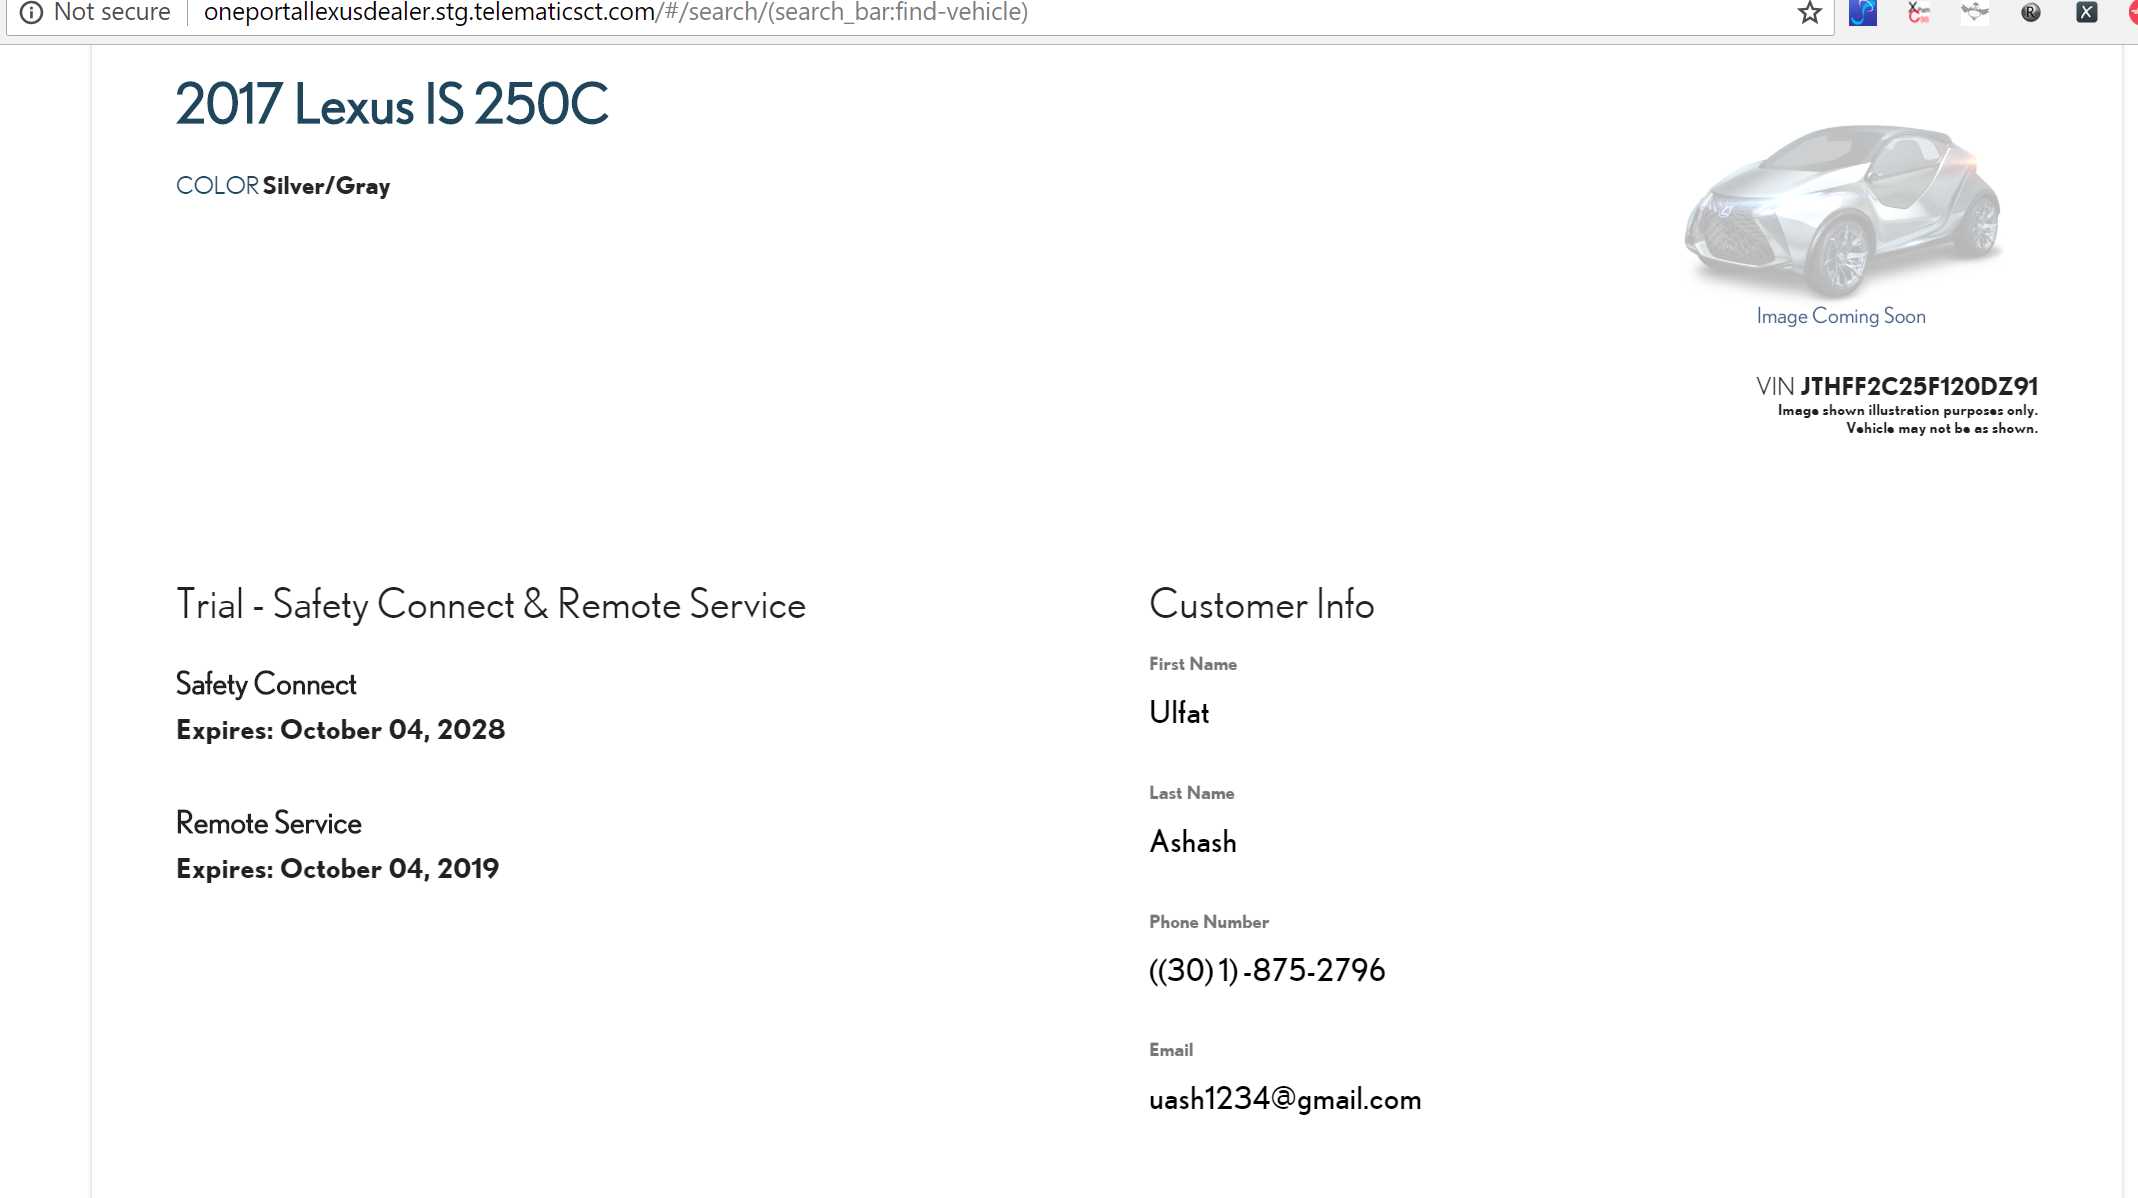 Not secure oneportallexusdealer.stg.telematicsct.com/#/search/(search_bar:find-vehicle)
2017 Lexus IS 250C
COLOR Silver/Gray
Image Coming Soon
VIN JTHFF2C25F120DZ91
Image shown illustration purposes only.
Vehicle may not be as shown.
Trial - Safety Connect & Remote Service
Safety Connect
Expires: October 04, 2028
Remote Service
Expires: October 04, 2019
Customer Info
First Name
Ulfat
Last Name
Ashash
Phone Number
((30) 1) -875-2796
Email
uash1234@gmail.com